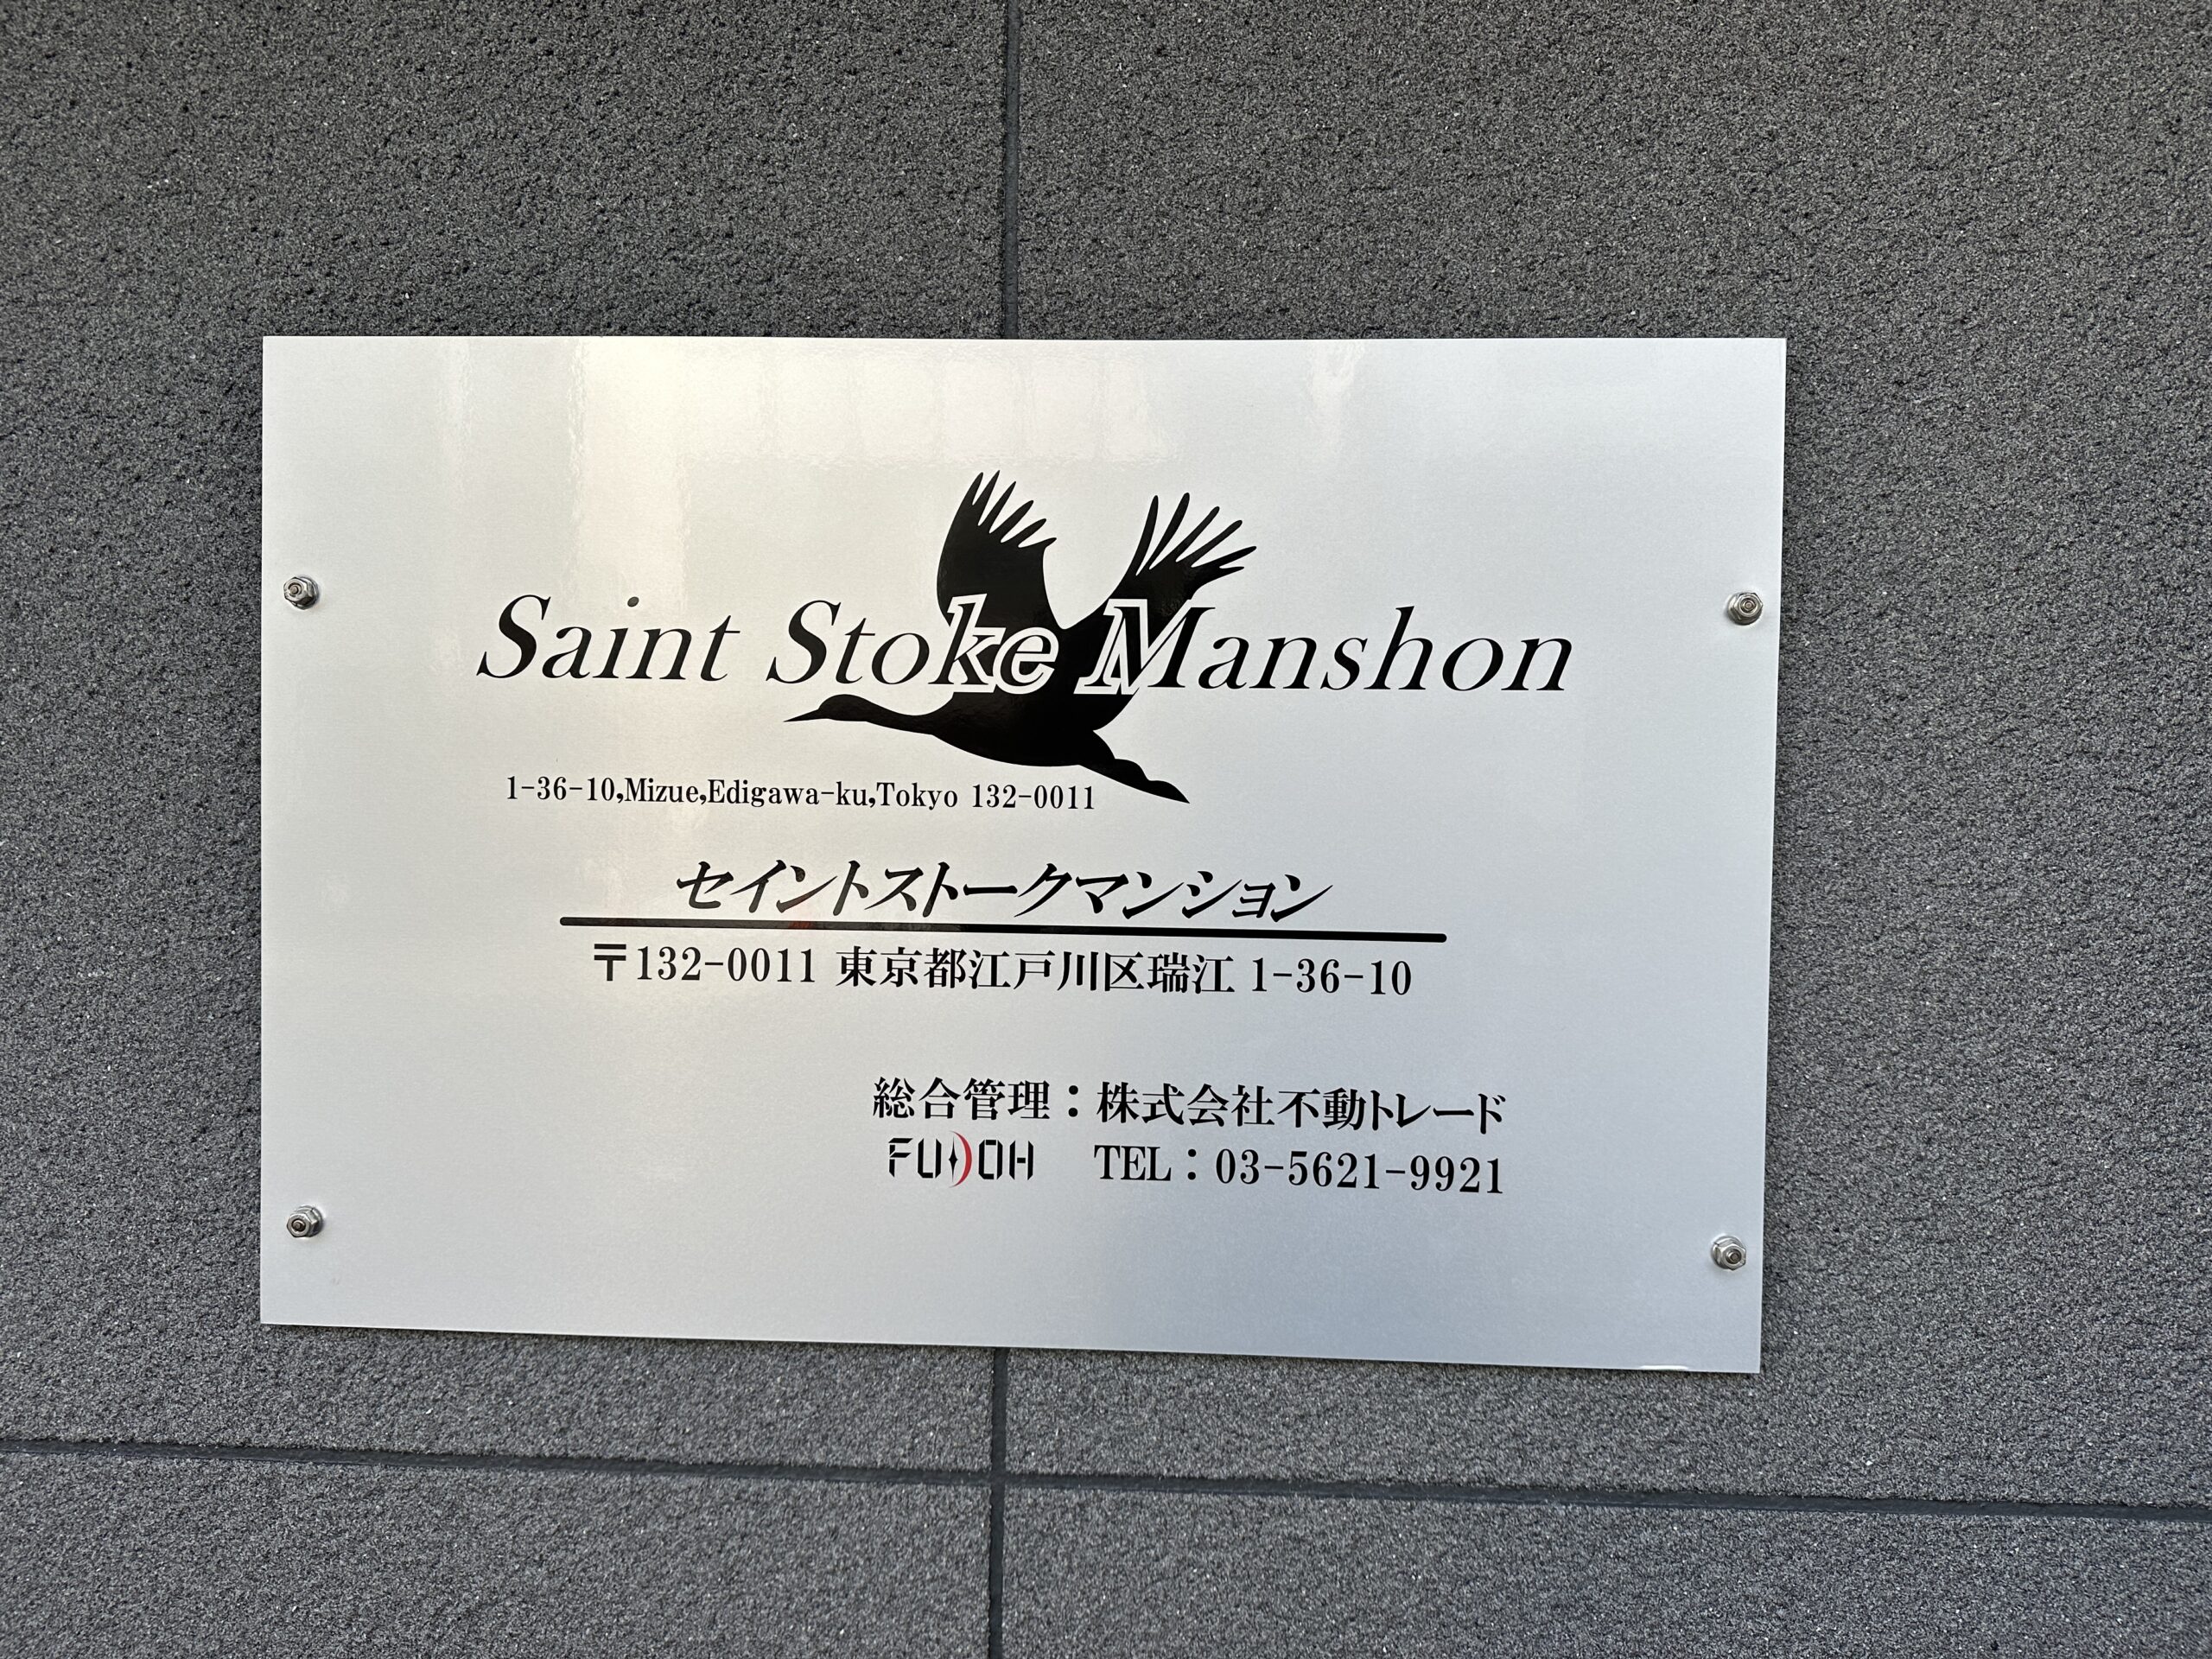 Saint Stoke Manshon
1-36-10,Mizue,Edigawa-ku,Tokyo 132-0011
セイントストークマンション
〒132-0011 東京都江戸川区瑞江 1-36-10
総合管理：株式会社不動トレード
FUDOH TEL：03-5621-9921